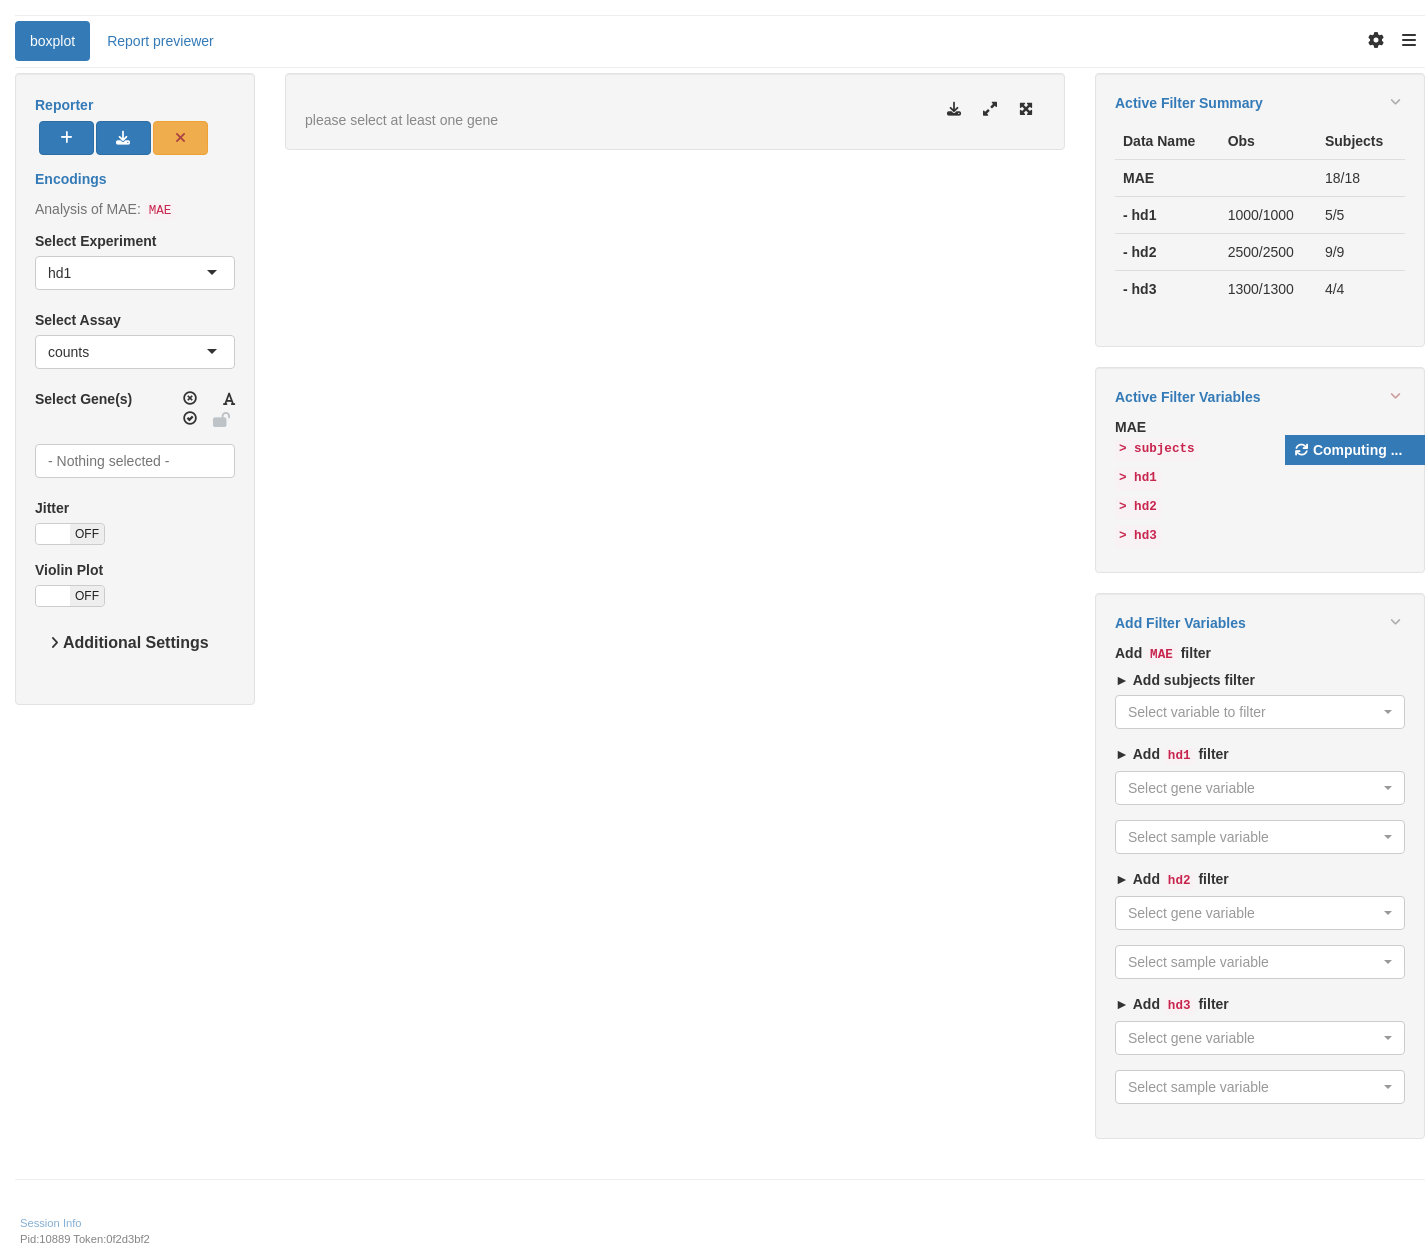 boxplot
Report previewer
Reporter
Encodings
Analysis of MAE: MAE
Select Experiment
hd1
Select Assay
counts
Select Gene(s)
- Nothing selected -
Jitter
OFF
Violin Plot
OFF
Additional Settings
please select at least one gene
Active Filter Summary
Data Name Obs Subjects
MAE 18/18
- hd1 1000/1000 5/5
- hd2 2500/2500 9/9
- hd3 1300/1300 4/4
Active Filter Variables
MAE
> subjects
Computing ...
> hd1
> hd2
> hd3
Add Filter Variables
Add MAE filter
► Add subjects filter
Select variable to filter
► Add hd1 filter
Select gene variable
Select sample variable
► Add hd2 filter
Select gene variable
Select sample variable
► Add hd3 filter
Select gene variable
Select sample variable
Session Info
Pid:10889 Token:0f2d3bf2